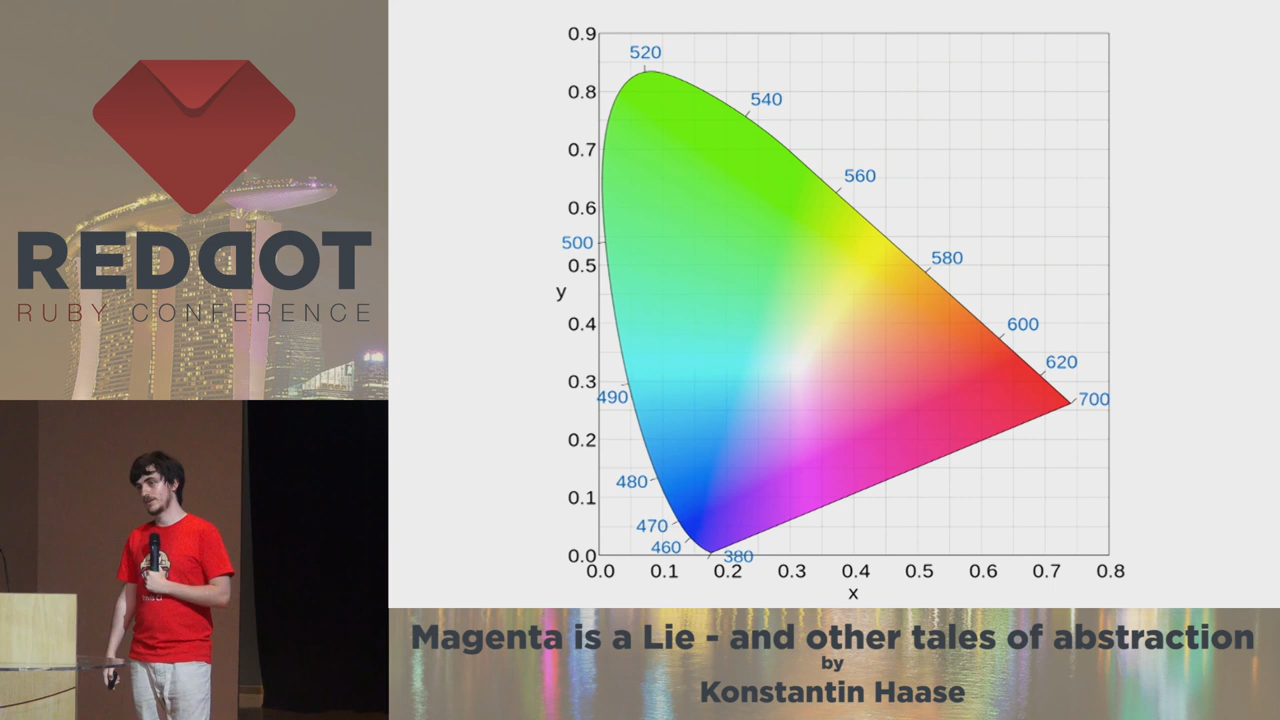 REDDOT
RUBY CONFERENCE
0.9
520
0.8
540
0.7
560
0.6
500
580
0.5
y
0.4
600
620
0.3
490
700
0.2
480
0.1
470
460
380
0.0
0.0 0.1 0.2 0.3 0.4 0.5 0.6 0.7 0.8
x
Magenta is a Lie - and other tales of abstraction
by
Konstantin Haase